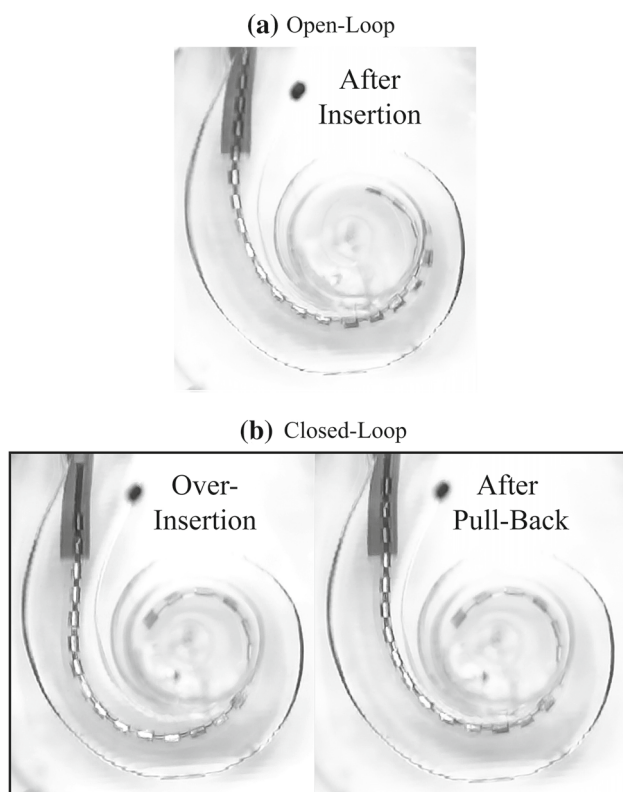 (a) Open-Loop
After
Insertion
(b) Closed-Loop
Over-
Insertion
After
Pull-Back